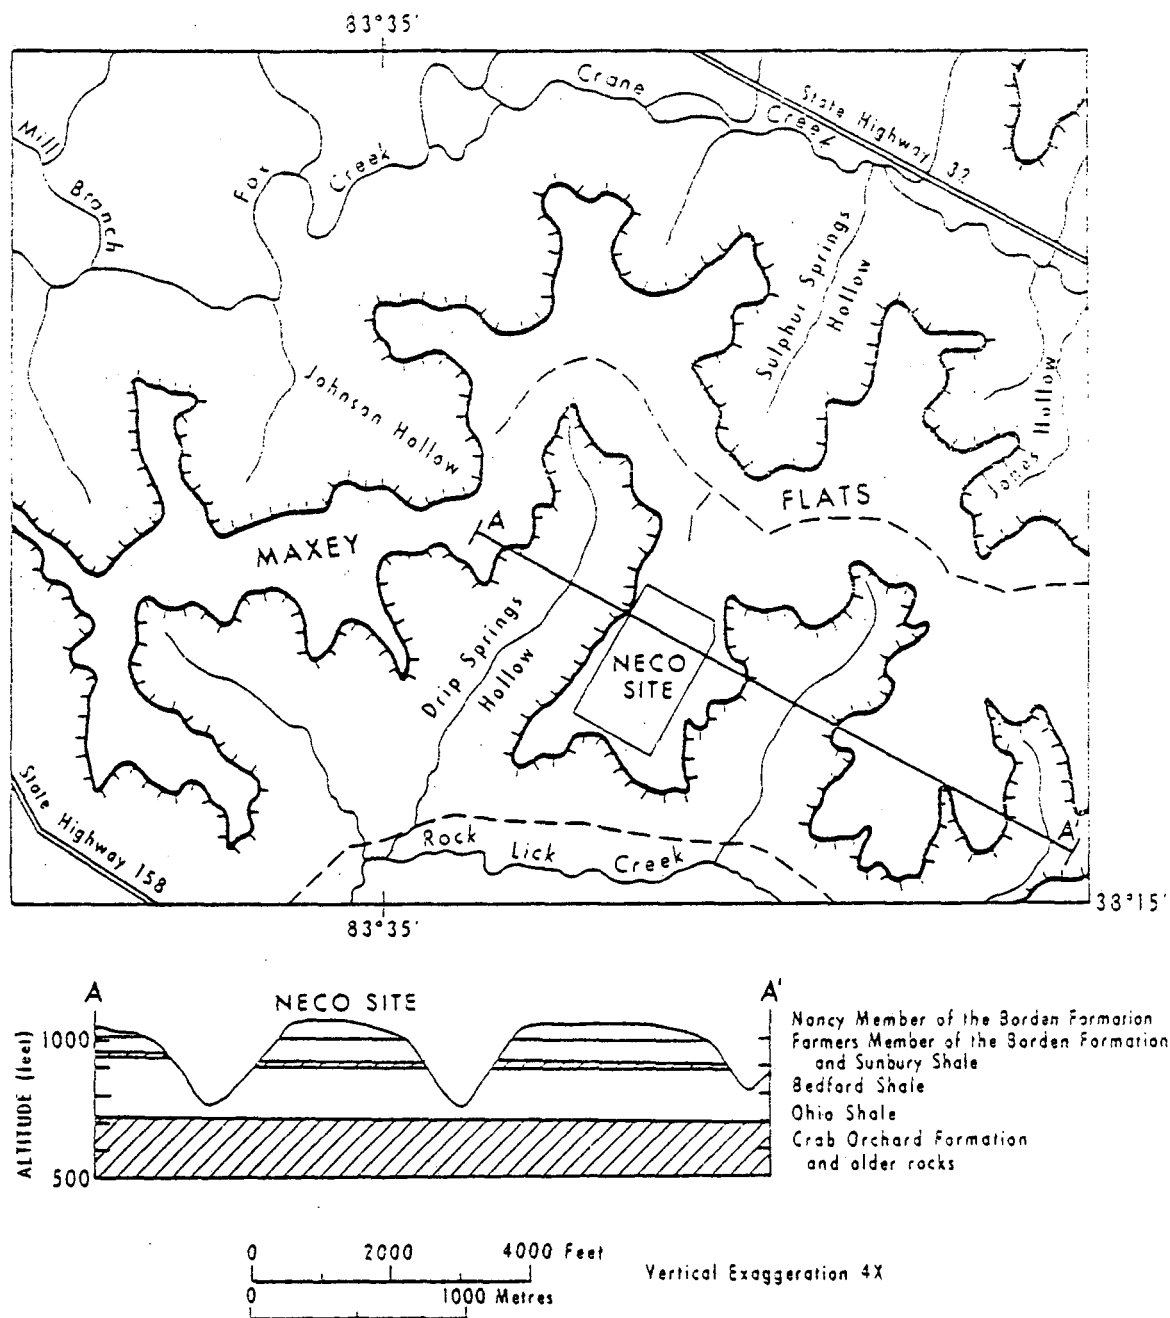 83°35'
Crane
Creek
State Highway 32
Mill
Branch
Fox
Creek
Sulphur Springs
Hollow
Johnson Hollow
Jones
Hollow
FLATS
MAXEY
A
Drip Springs
Hollow
NECO
SITE
State Highway 158
Rock
Lick
Creek
A'
38°15'
83°35'
A
NECO SITE
A'
ALTITUDE (feet)
1000
500
Nancy Member of the Borden Formation
Farmers Member of the Borden Formation
and Sunbury Shale
Bedford Shale
Ohio Shale
Crab Orchard Formation
and older rocks
0 2000 4000 Feet
0 1000 Metres
Vertical Exaggeration 4X